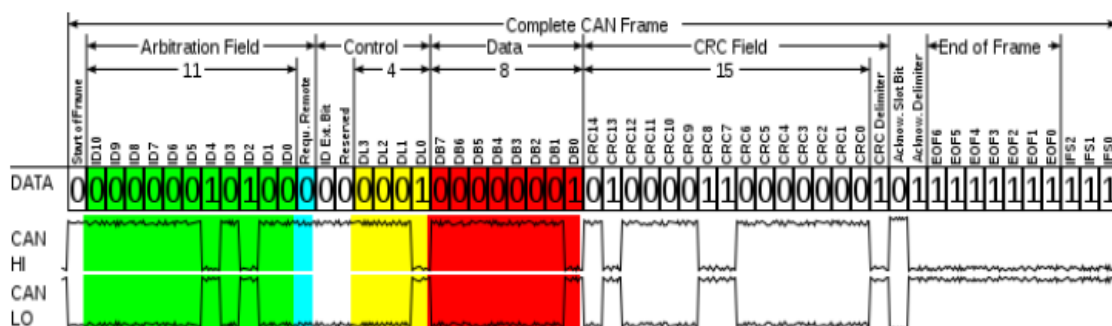 Complete CAN Frame
Arbitration Field Control Data CRC Field End of Frame
11 4 8 15
Start of Frame
ID10
ID9
ID8
ID7
ID6
ID5
ID4
ID3
ID2
ID1
ID0
Requ. Remote
ID Ext. Bit
Reserved
DL3
DL2
DL1
DL0
DB7
DB6
DB5
DB4
DB3
DB2
DB1
DB0
CRC14
CRC13
CRC12
CRC11
CRC10
CRC9
CRC8
CRC7
CRC6
CRC5
CRC4
CRC3
CRC2
CRC1
CRC0
CRC Delimiter
Acknow. Slot Bit
Acknow. Delimiter
EOF6
EOF5
EOF4
EOF3
EOF2
EOF1
EOF0
IFS2
IFS1
IFS0
DATA 0 0 0 0 0 0 0 1 0 1 0 0 0 0 0 0 0 0 1 0 0 0 0 0 0 0 1 0 1 0 0 0 0 1 1 0 0 0 0 0 0 0 1 0 1 1 1 1 1 1 1 1 1 1 1
CAN
HI
CAN
LO